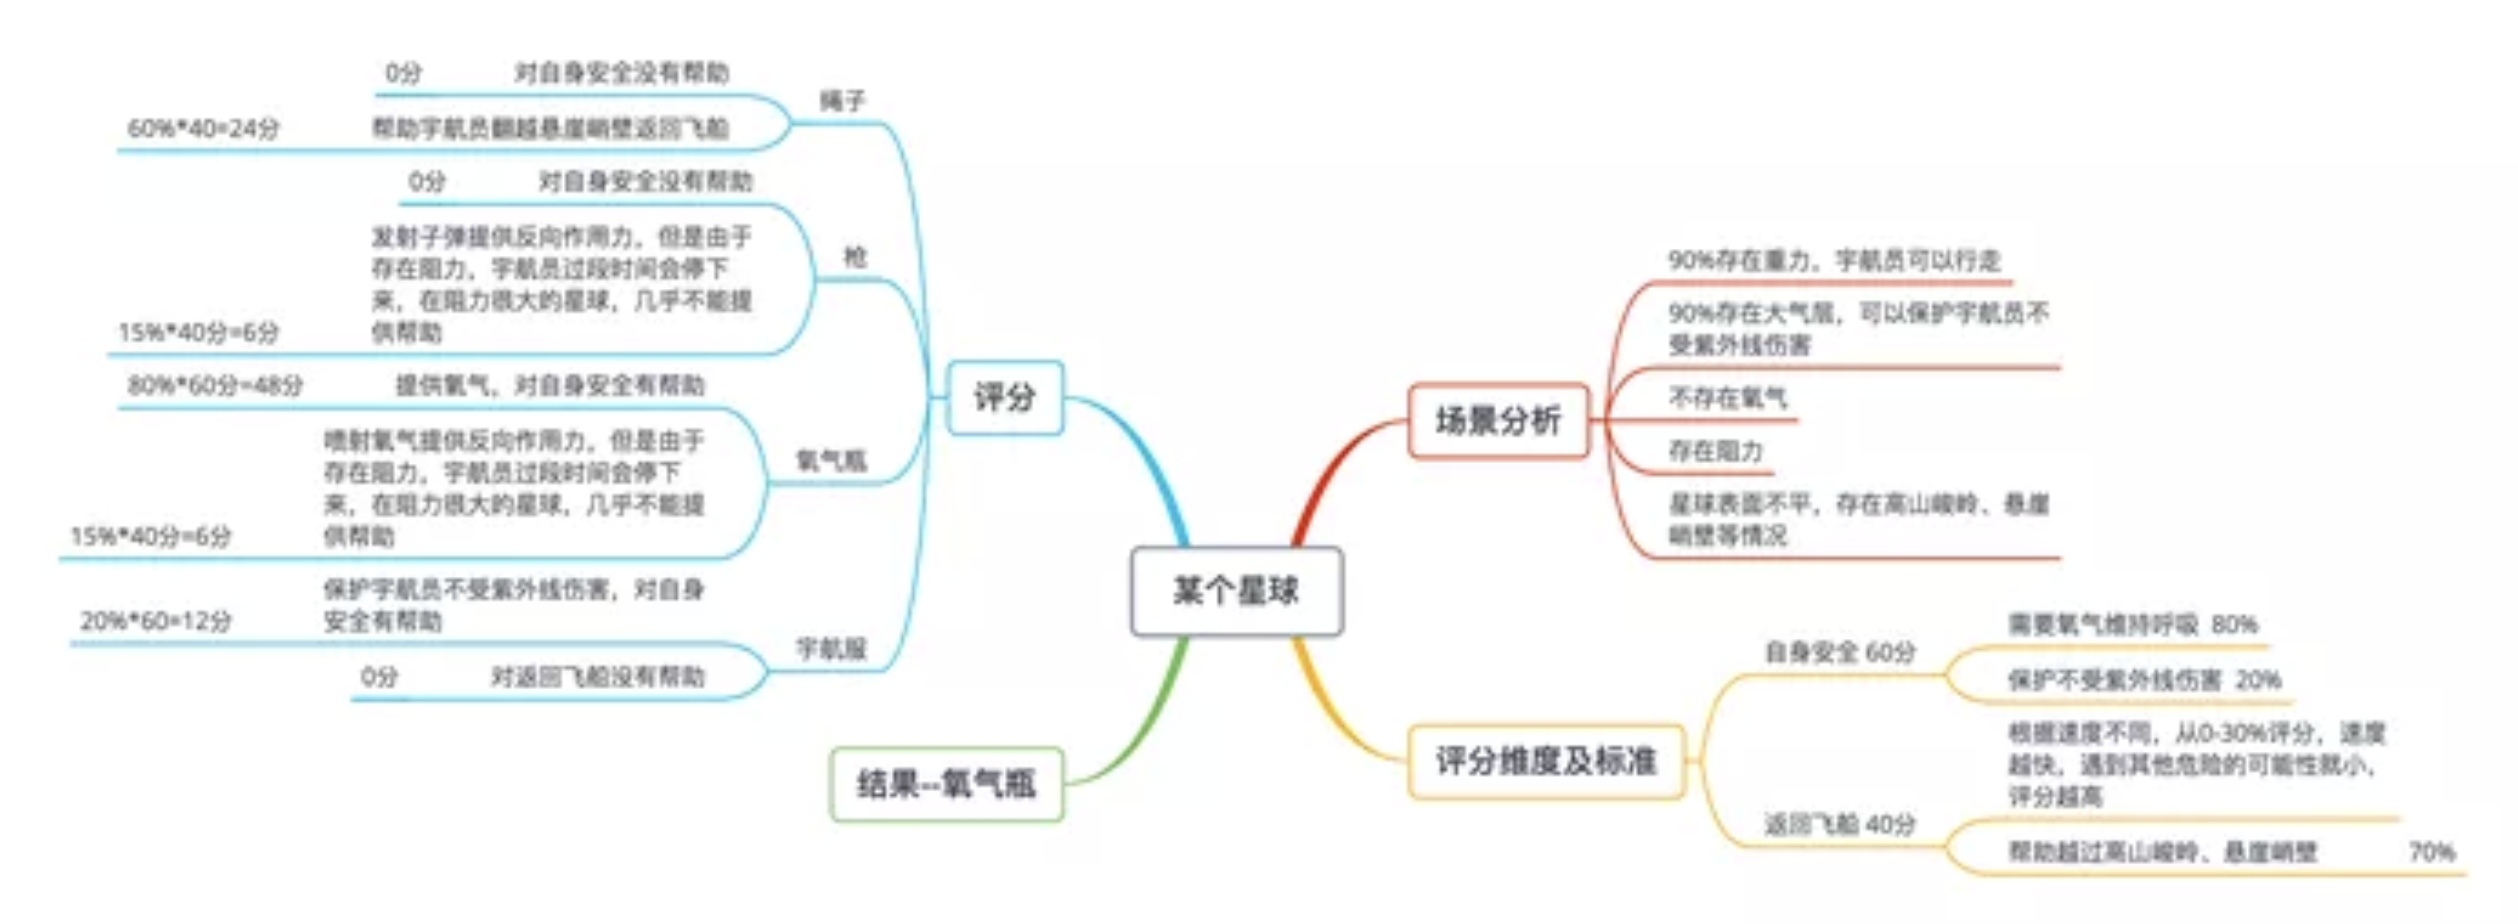 0分 对自身安全没有帮助
绳子
60%*40=24分 帮助宇航员翻越悬崖峭壁返回飞船
0分 对自身安全没有帮助
发射子弹提供反向作用力，但是由于
存在阻力，宇航员过段时间会停下
来，在阻力很大的星球，几乎不能提
供帮助
15%*40分=6分
枪
80%*60分=48分 提供氧气，对自身安全有帮助
喷射氧气提供反向作用力，但是由于
存在阻力，宇航员过段时间会停下
来，在阻力很大的星球，几乎不能提
供帮助
15%*40分=6分
氧气瓶
保护宇航员不受紫外线伤害，对自身
安全有帮助
20%*60=12分
宇航服
0分 对返回飞船没有帮助
评分
某个星球
结果--氧气瓶
场景分析
90%存在重力，宇航员可以行走
90%存在大气层，可以保护宇航员不
受紫外线伤害
不存在氧气
存在阻力
星球表面不平，存在高山峻岭、悬崖
峭壁等情况
评分维度及标准
自身安全 60分
需要氧气维持呼吸 80%
保护不受紫外线伤害 20%
返回飞船 40分
根据速度不同，从0-30%评分，速度
越快，遇到其他危险的可能性就小，
评分越高
帮助越过高山峻岭、悬崖峭壁 70%